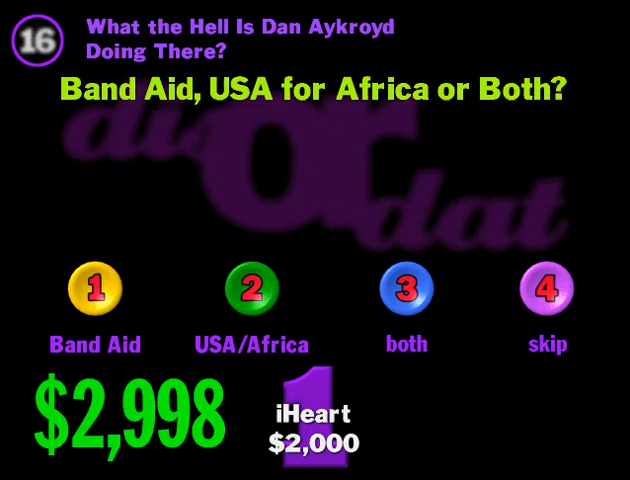 16
What the Hell Is Dan Aykroyd
Doing There?
Band Aid, USA for Africa or Both?
dis or dat
1 2 3 4
Band Aid USA/Africa both skip
$2,998
1
iHeart
$2,000